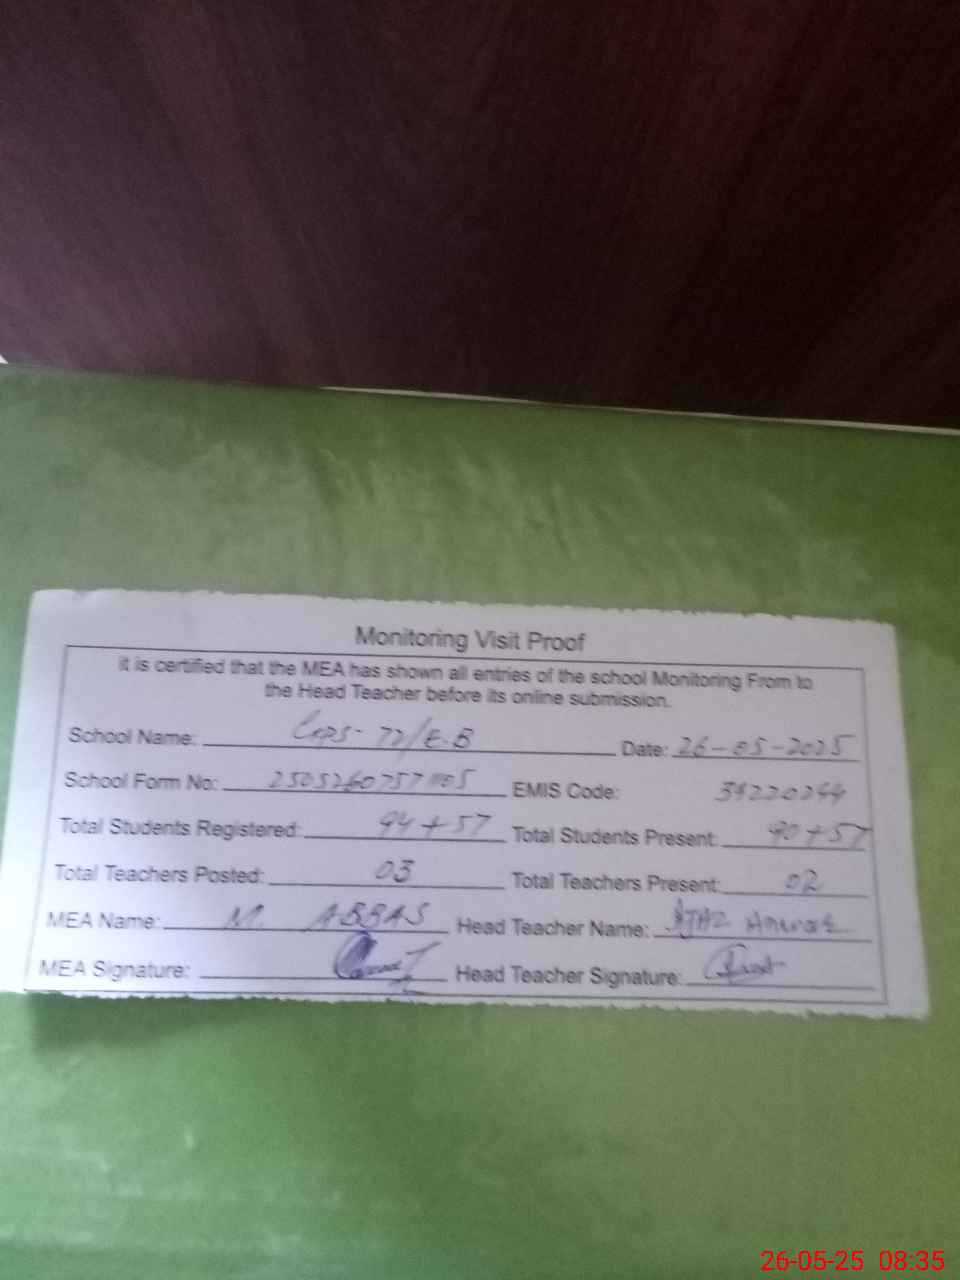 Monitoring Visit Proof
it is certified that the MEA has shown all entries of the school Monitoring From to
the Head Teacher before its online submission.
School Name: 72/E.B Date: 26-05-2025
School Form No: EMIS Code: 39220244
Total Students Registered: 94+57 Total Students Present: 90+57
Total Teachers Posted: 03 Total Teachers Present: 02
MEA Name: M. ABBAS Head Teacher Name:
MEA Signature: Head Teacher Signature:
26-05-25 08:35